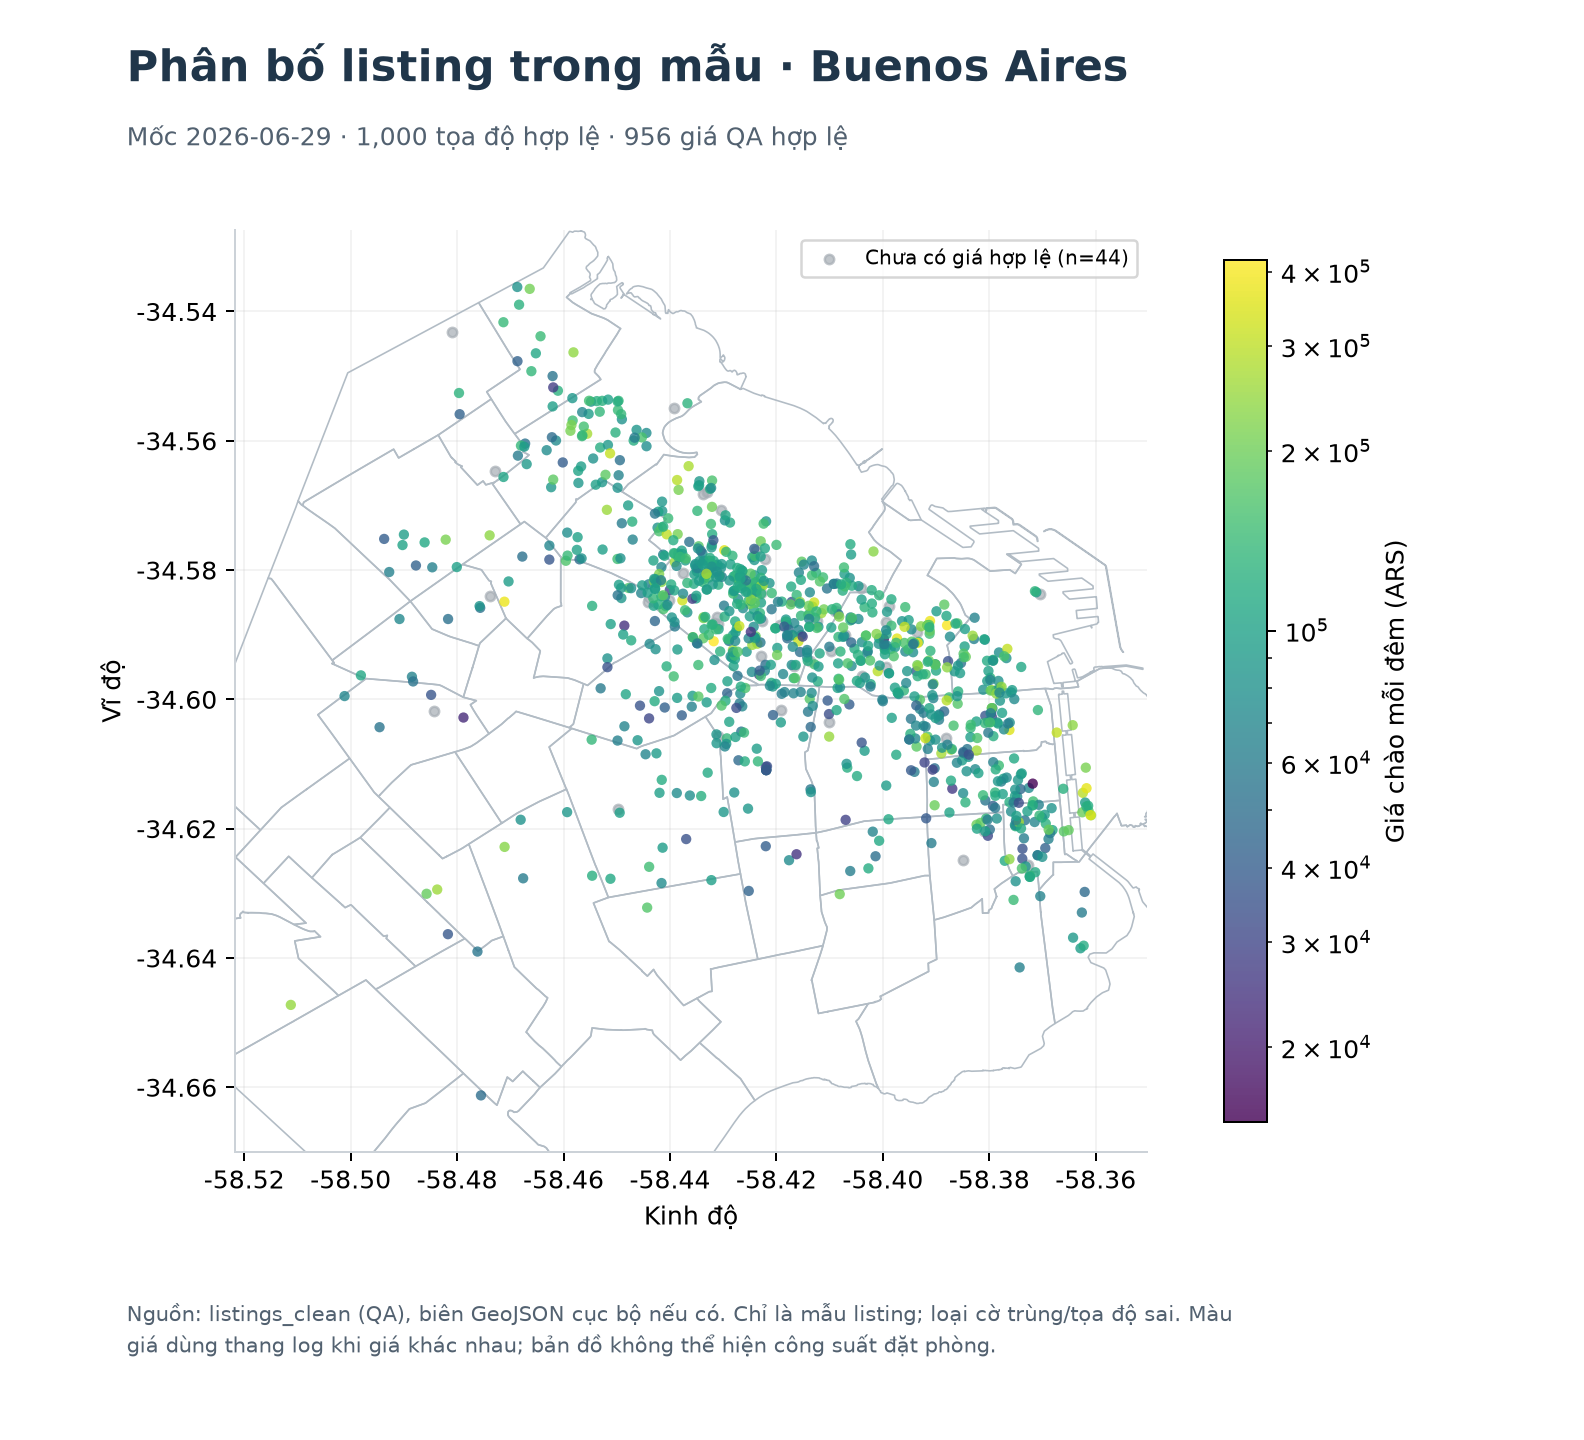 Phân bố listing trong mẫu · Buenos Aires
Mốc 2026-06-29 · 1,000 tọa độ hợp lệ · 956 giá QA hợp lệ
Chưa có giá hợp lệ (n=44)
-34.54
-34.56
-34.58
-34.60
-34.62
-34.64
-34.66
Vĩ độ
-58.52 -58.50 -58.48 -58.46 -58.44 -58.42 -58.40 -58.38 -58.36
Kinh độ
4 × 10⁵
3 × 10⁵
2 × 10⁵
10⁵
6 × 10⁴
4 × 10⁴
3 × 10⁴
2 × 10⁴
Giá chào mỗi đêm (ARS)
Nguồn: listings_clean (QA), biên GeoJSON cục bộ nếu có. Chỉ là mẫu listing; loại cờ trùng/tọa độ sai. Màu
giá dùng thang log khi giá khác nhau; bản đồ không thể hiện công suất đặt phòng.